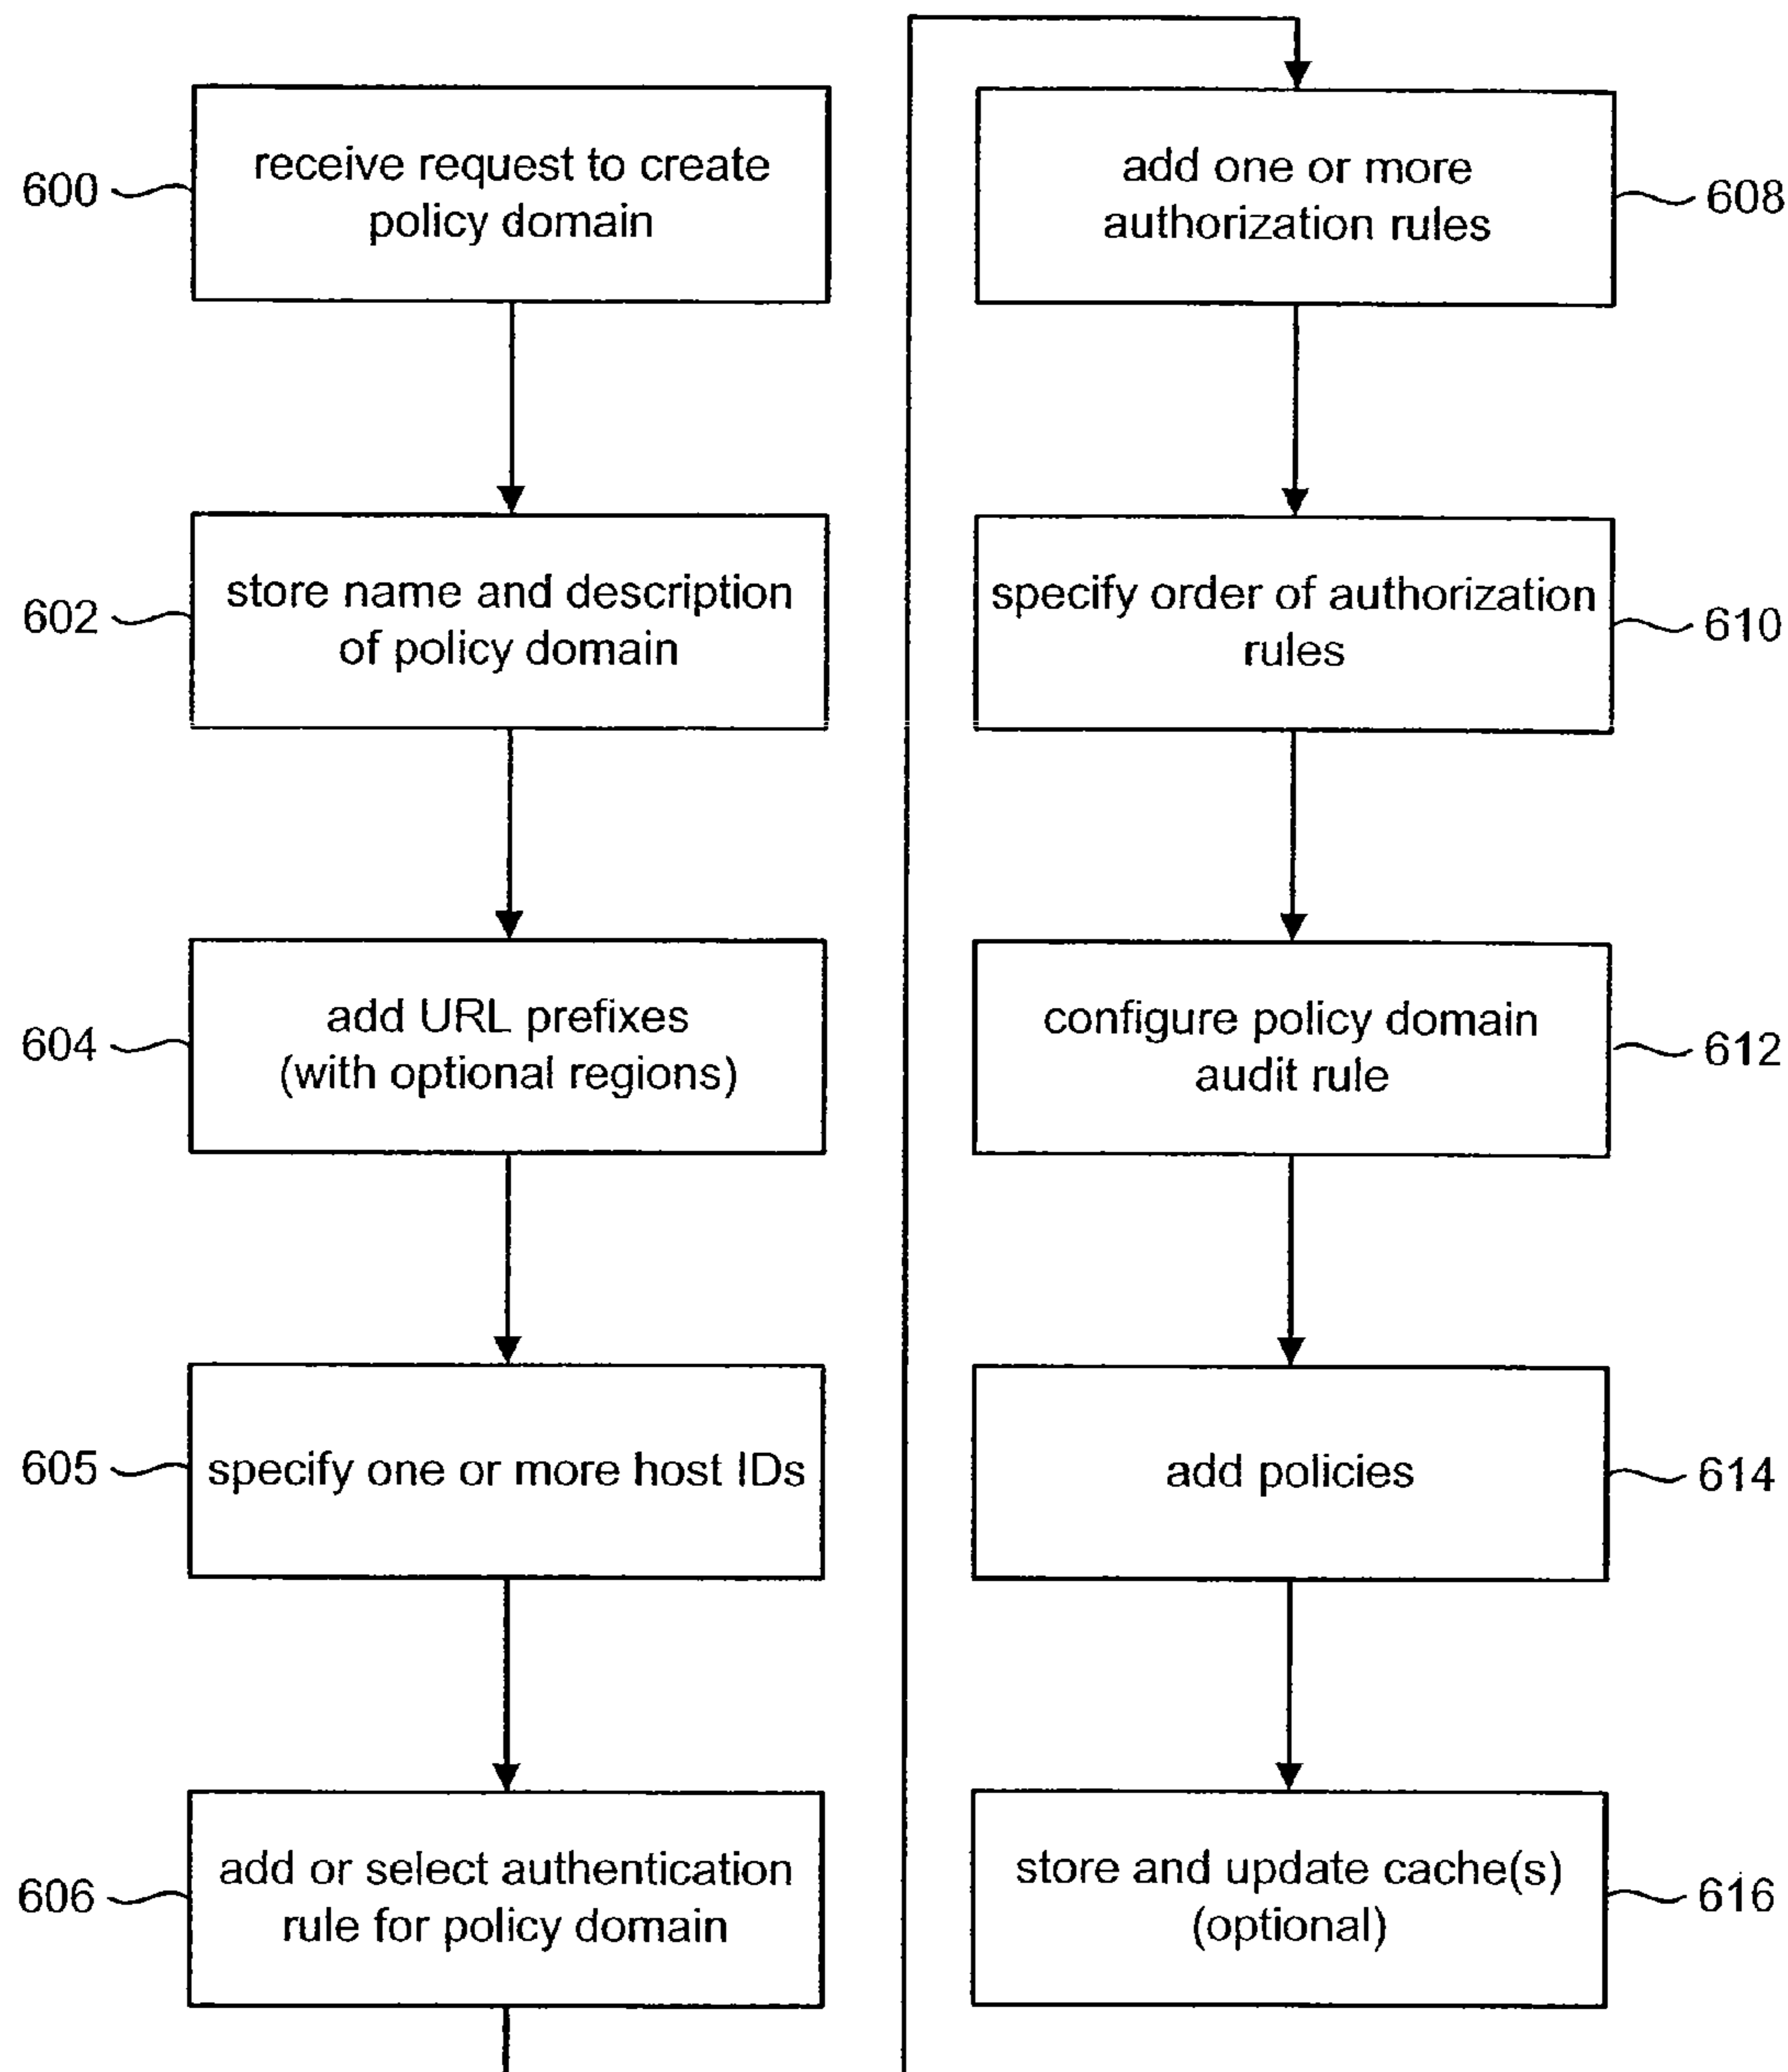 600
receive request to create
policy domain
602
store name and description
of policy domain
604
add URL prefixes
(with optional regions)
605
specify one or more host IDs
606
add or select authentication
rule for policy domain
add one or more
authorization rules
608
specify order of authorization
rules
610
configure policy domain
audit rule
612
add policies
614
store and update cache(s)
(optional)
616